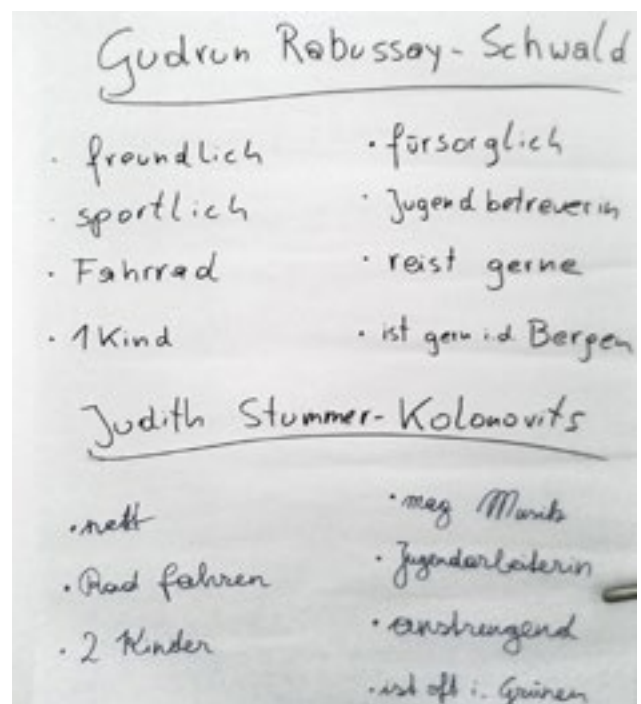 Gudrun Rabussay-Schwald
· freundlich
· sportlich
· Fahrrad
· 1 Kind
· fürsorglich
· Jugendbetreuerin
· reist gerne
· ist gern i.d. Bergen
Judith Stummer-Kolonovits
· nett
· Rad fahren
· 2 Kinder
· mag Musik
· Jugendarbeiterin
· anstrengend
· ist oft i. Grünen